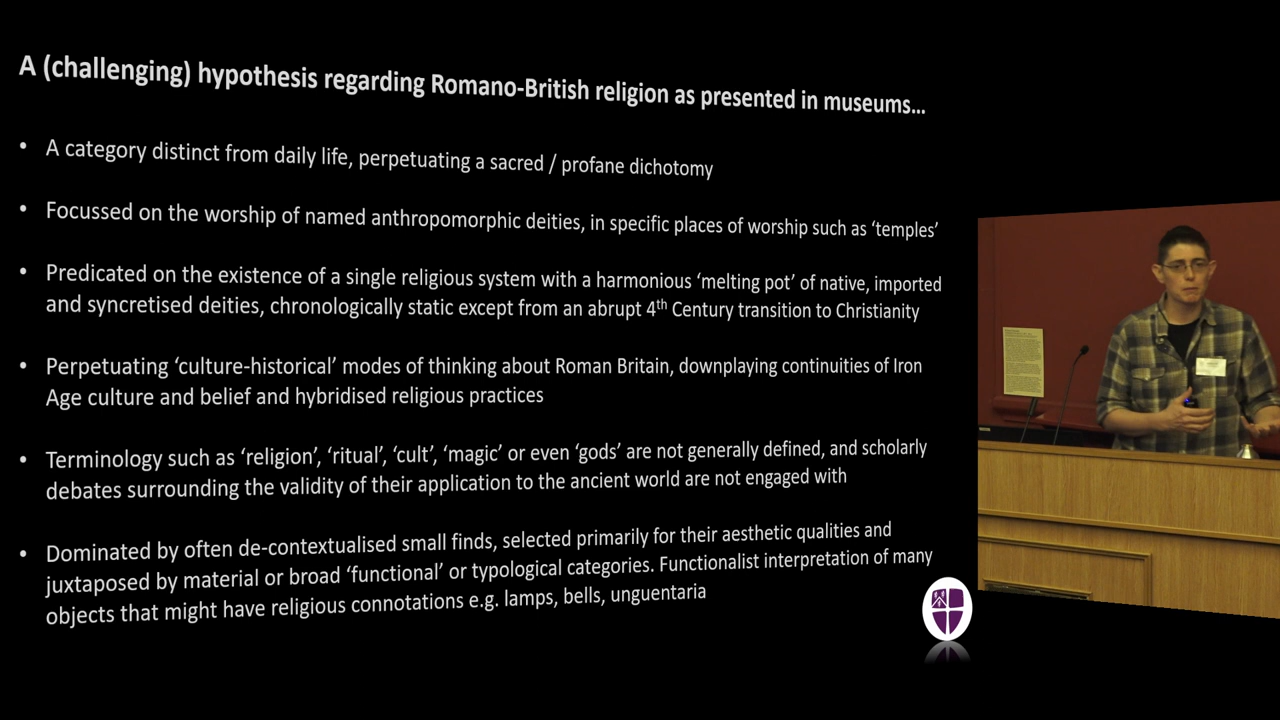 A (challenging) hypothesis regarding Romano-British religion as presented in museums...
• A category distinct from daily life, perpetuating a sacred / profane dichotomy
• Focussed on the worship of named anthropomorphic deities, in specific places of worship such as ‘temples’
• Predicated on the existence of a single religious system with a harmonious ‘melting pot’ of native, imported
and syncretised deities, chronologically static except from an abrupt 4th Century transition to Christianity
• Perpetuating ‘culture-historical’ modes of thinking about Roman Britain, downplaying continuities of Iron
Age culture and belief and hybridised religious practices
• Terminology such as ‘religion’, ‘ritual’, ‘cult’, ‘magic’ or even ‘gods’ are not generally defined, and scholarly
debates surrounding the validity of their application to the ancient world are not engaged with
• Dominated by often de-contextualised small finds, selected primarily for their aesthetic qualities and
juxtaposed by material or broad ‘functional’ or typological categories. Functionalist interpretation of many
objects that might have religious connotations e.g. lamps, bells, unguentaria